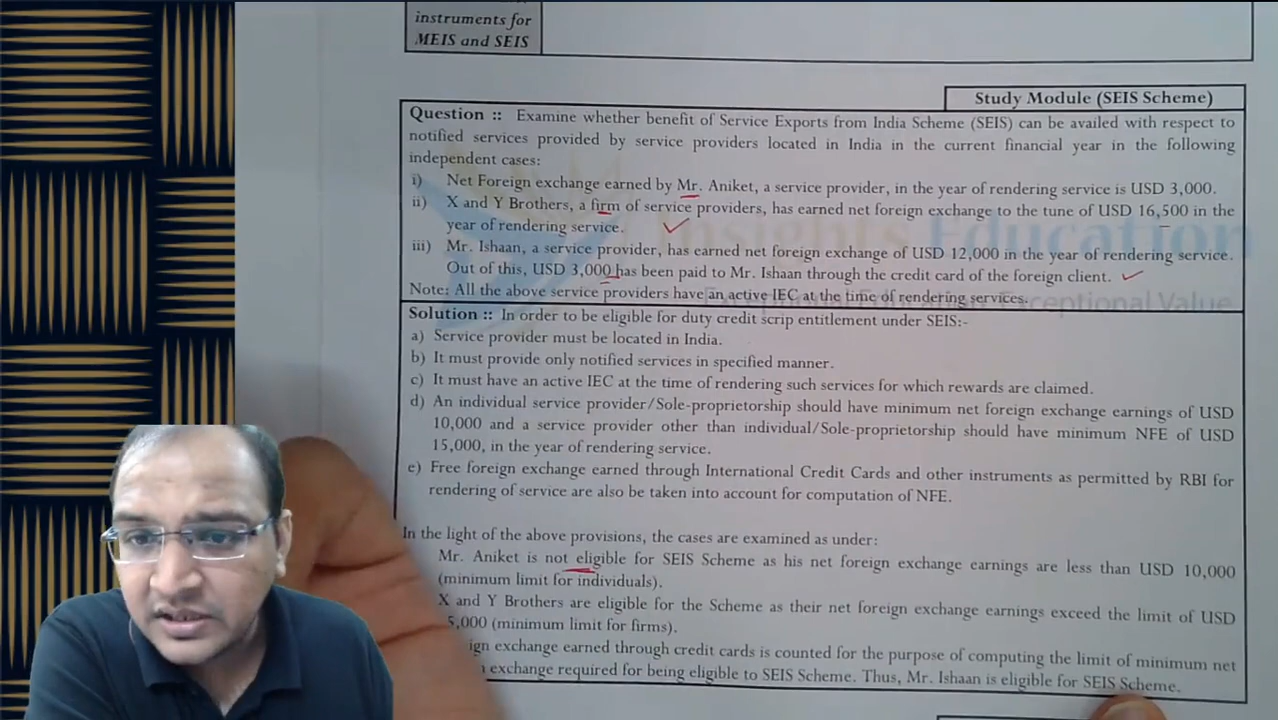 instruments for
MEIS and SEIS
Study Module (SEIS Scheme)
Question :: Examine whether benefit of Service Exports from India Scheme (SEIS) can be availed with respect to
notified services provided by service providers located in India in the current financial year in the following
independent cases:
i) Net Foreign exchange earned by Mr. Aniket, a service provider, in the year of rendering service is USD 3,000.
ii) X and Y Brothers, a firm of service providers, has earned net foreign exchange to the tune of USD 16,500 in the
year of rendering service.
iii) Mr. Ishaan, a service provider, has earned net foreign exchange of USD 12,000 in the year of rendering service.
Out of this, USD 3,000 has been paid to Mr. Ishaan through the credit card of the foreign client.
Note: All the above service providers have an active IEC at the time of rendering services.
Insights Education
Exceptional Education, Exceptional Value
Solution :: In order to be eligible for duty credit scrip entitlement under SEIS:-
a) Service provider must be located in India.
b) It must provide only notified services in specified manner.
c) It must have an active IEC at the time of rendering such services for which rewards are claimed.
d) An individual service provider/Sole-proprietorship should have minimum net foreign exchange earnings of USD
10,000 and a service provider other than individual/Sole-proprietorship should have minimum NFE of USD
15,000, in the year of rendering service.
e) Free foreign exchange earned through International Credit Cards and other instruments as permitted by RBI for
rendering of service are also be taken into account for computation of NFE.
In the light of the above provisions, the cases are examined as under:
Mr. Aniket is not eligible for SEIS Scheme as his net foreign exchange earnings are less than USD 10,000
(minimum limit for individuals).
X and Y Brothers are eligible for the Scheme as their net foreign exchange earnings exceed the limit of USD
5,000 (minimum limit for firms).
ign exchange earned through credit cards is counted for the purpose of computing the limit of minimum net
exchange required for being eligible to SEIS Scheme. Thus, Mr. Ishaan is eligible for SEIS Scheme.